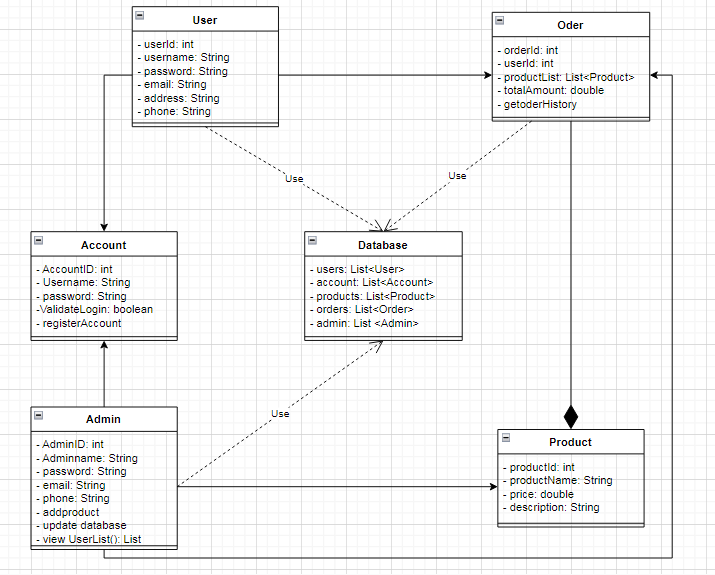 User
- userId: int
- username: String
- password: String
- email: String
- address: String
- phone: String
Oder
- orderId: int
- userId: int
- productList: List<Product>
- totalAmount: double
- getoderHistory
Use
Use
Account
- AccountID: int
- Username: String
- password: String
-ValidateLogin: boolean
- registerAccount
Database
- users: List<User>
- account: List<Account>
- products: List<Product>
- orders: List<Order>
- admin: List <Admin>
Use
Admin
- AdminID: int
- Adminname: String
- password: String
- email: String
- phone: String
- addproduct
- update database
- view UserList(): List
Product
- productId: int
- productName: String
- price: double
- description: String